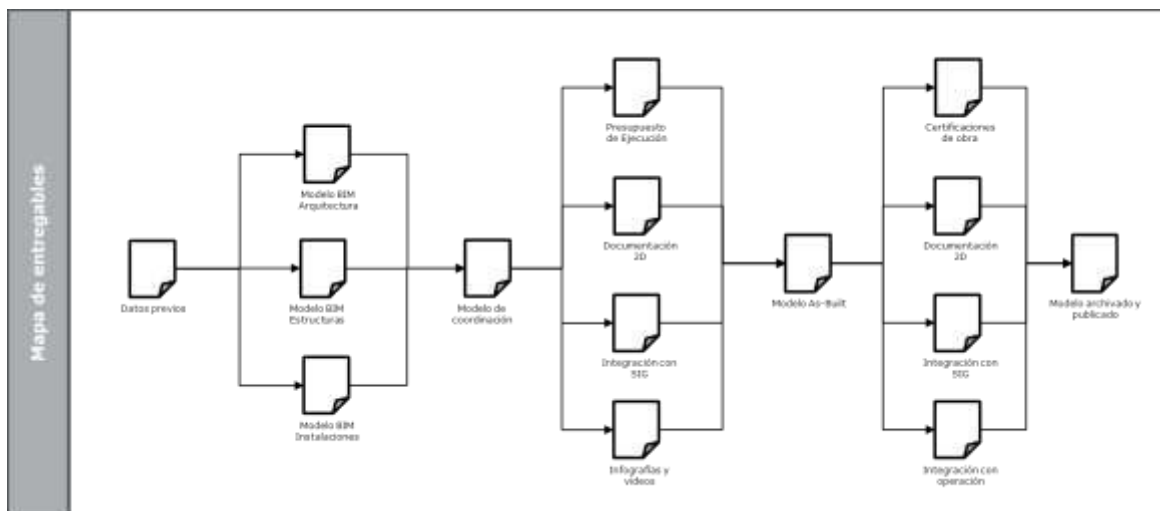 Mapa de entregables
Datos previos
Modelo BIM
Arquitectura
Modelo BIM
Estructuras
Modelo BIM
Instalaciones
Modelo de
coordinación
Presupuesto
de Ejecución
Documentación
2D
Integración con
SIG
Infografías y
vídeos
Modelo As-Built
Certificaciones
de obra
Documentación
2D
Integración con
SIG
Integración con
operación
Modelo archivado y
publicado